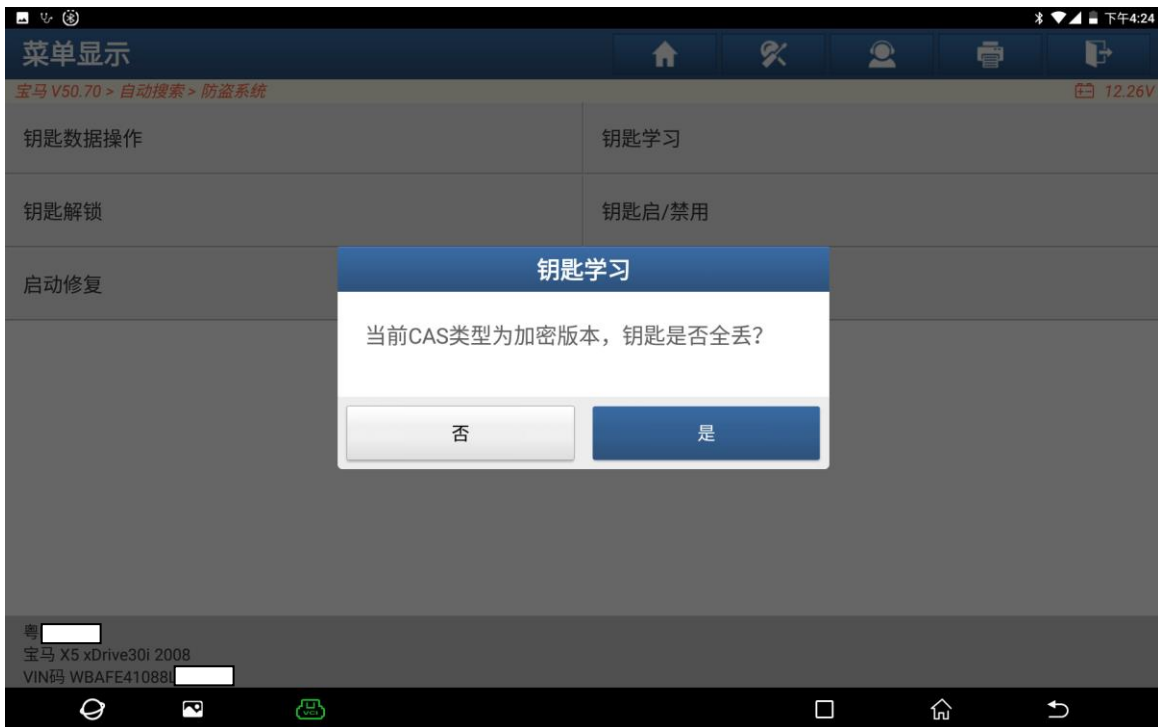 下午4:24
菜单显示
宝马 V50.70 > 自动搜索 > 防盗系统
12.26V
钥匙数据操作
钥匙学习
钥匙解锁
钥匙启/禁用
启动修复
钥匙学习
当前CAS类型为加密版本，钥匙是否全丢？
否
是
粤
宝马 X5 xDrive30i 2008
VIN码 WBAFE41088L
VCI